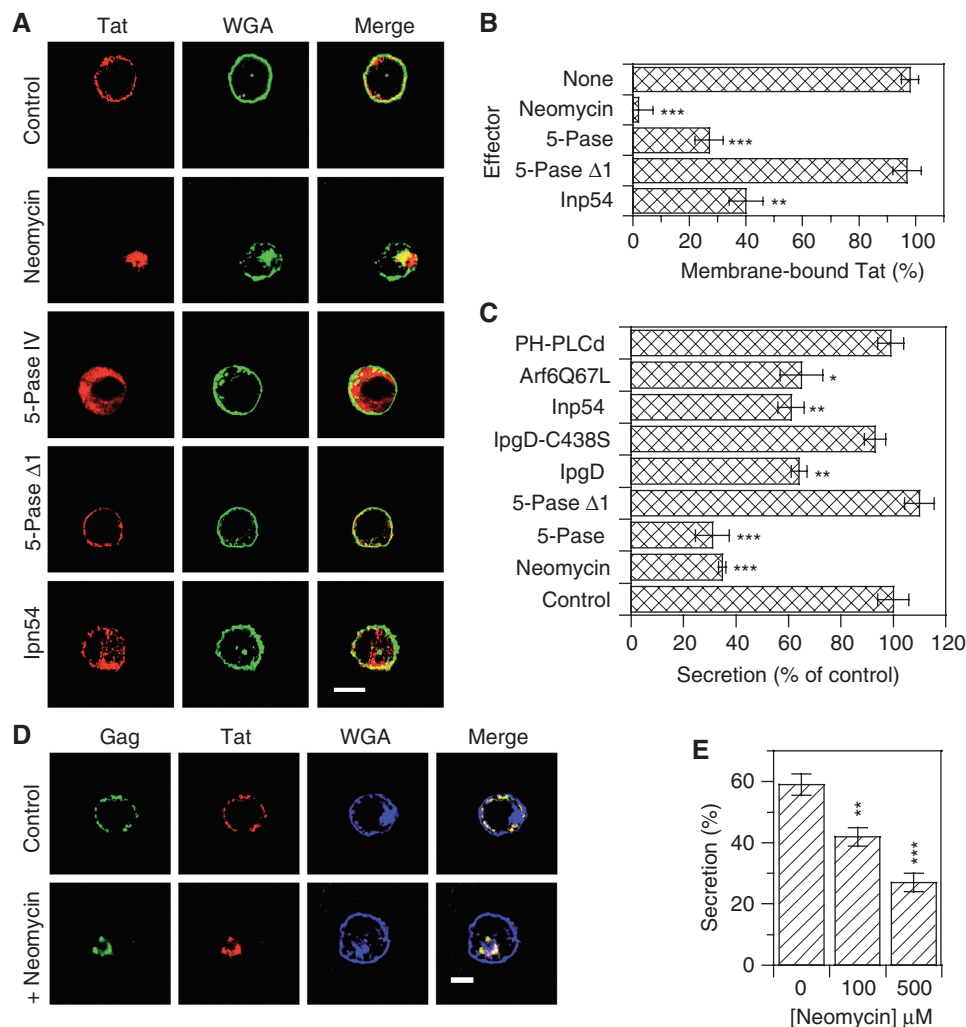 A
Tat WGA Merge
Control
Neomycin
5-Pase IV
5-Pase Δ1
Ipn54
B
Effector
None
Neomycin
***
5-Pase
***
5-Pase Δ1
Inp54
**
0 20 40 60 80 100
Membrane-bound Tat (%)
C
PH-PLCd
Arf6Q67L
*
Inp54
**
IpgD-C438S
IpgD
**
5-Pase Δ1
5-Pase
***
Neomycin
***
Control
0 20 40 60 80 100 120
Secretion (% of control)
D
Gag Tat WGA Merge
Control
+ Neomycin
E
Secretion (%)
60
40
20
0
**
***
0 100 500
[Neomycin] μM